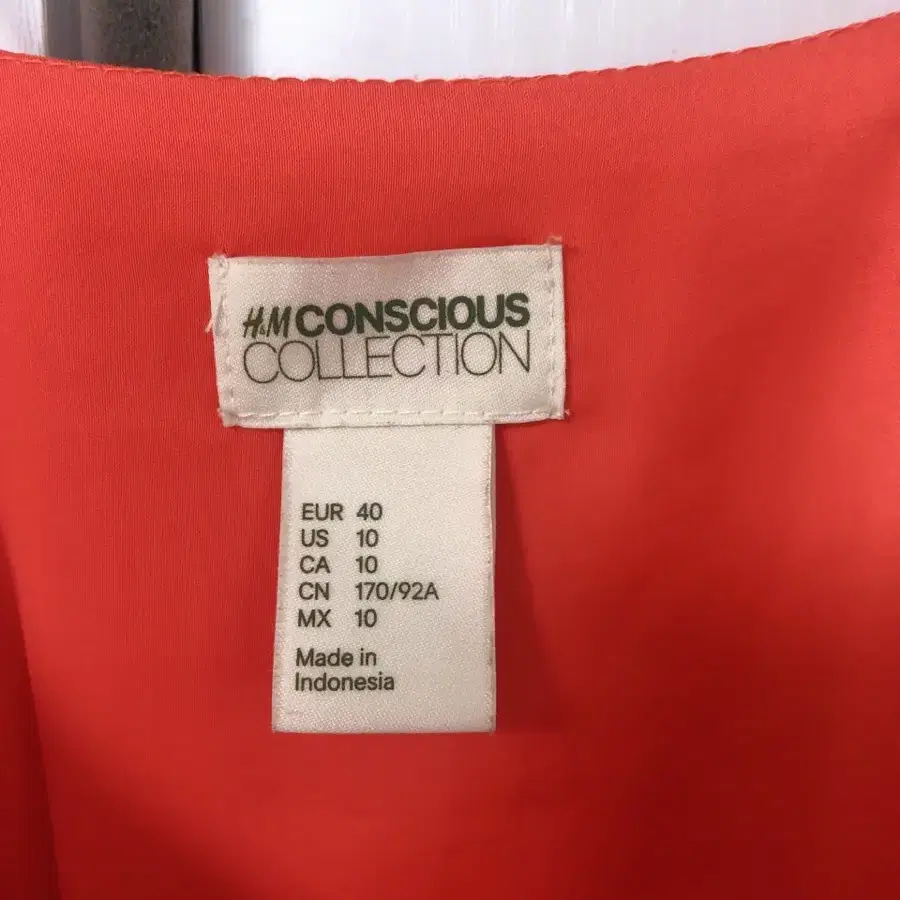 H&M CONSCIOUS
COLLECTION
EUR 40
US 10
CA 10
CN 170/92A
MX 10
Made in
Indonesia